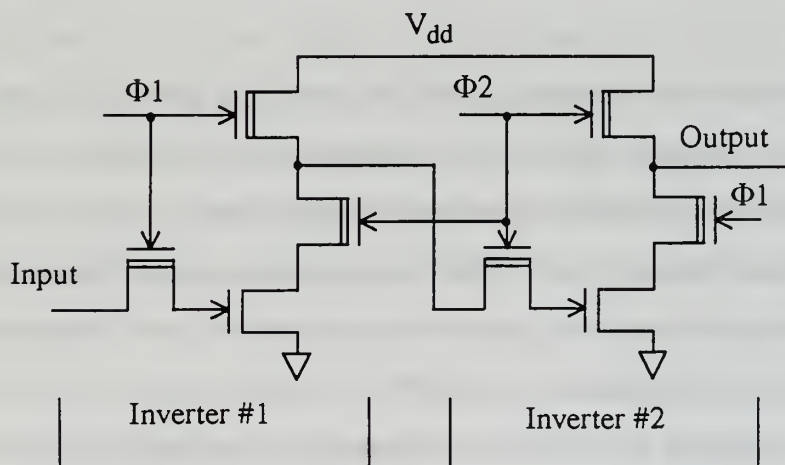 V_dd
Φ1
Φ2
Output
Φ1
Input
Inverter #1
Inverter #2